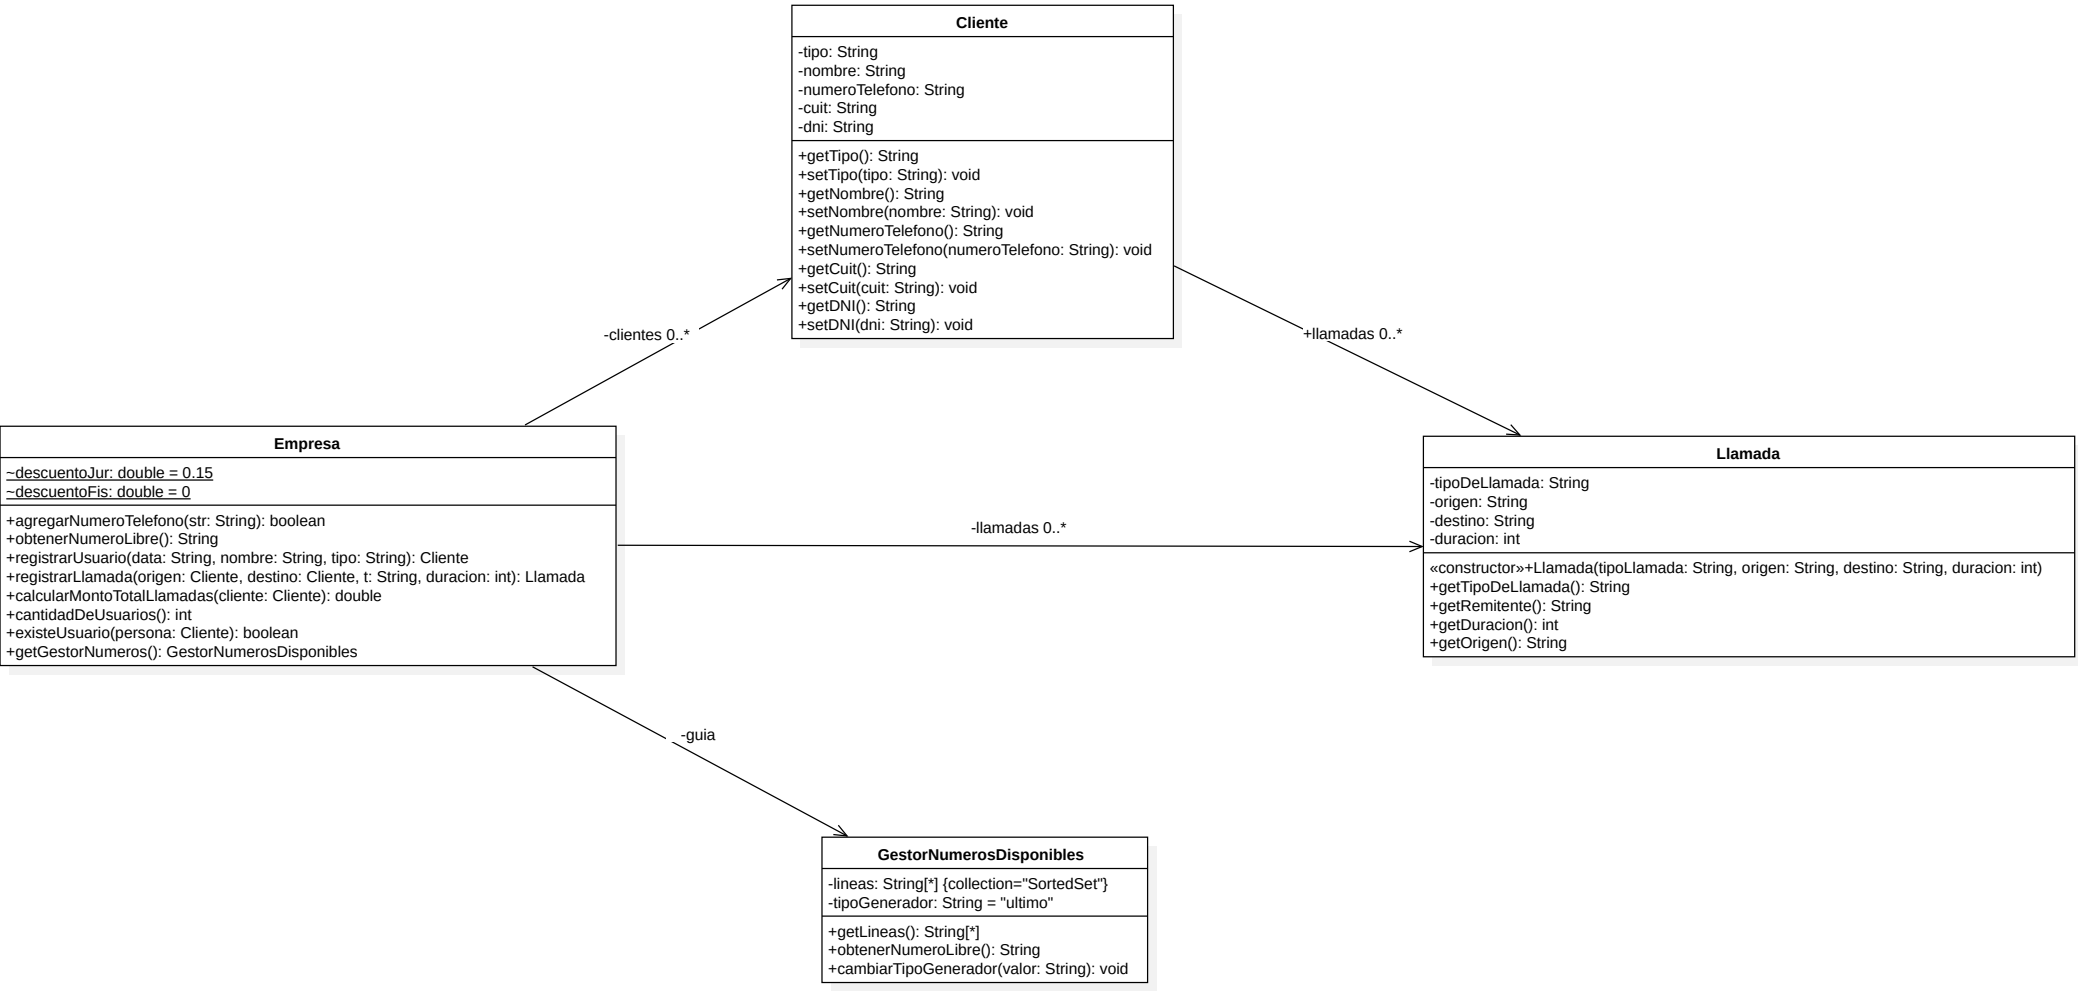 Cliente
-tipo: String
-nombre: String
-numeroTelefono: String
-cuit: String
-dni: String
+getTipo(): String
+setTipo(tipo: String): void
+getNombre(): String
+setNombre(nombre: String): void
+getNumeroTelefono(): String
+setNumeroTelefono(numeroTelefono: String): void
+getCuit(): String
+setCuit(cuit: String): void
+getDNI(): String
+setDNI(dni: String): void
-clientes 0..*
+llamadas 0..*
Empresa
~descuentoJur: double = 0.15
~descuentoFis: double = 0
+agregarNumeroTelefono(str: String): boolean
+obtenerNumeroLibre(): String
+registrarUsuario(data: String, nombre: String, tipo: String): Cliente
+registrarLlamada(origen: Cliente, destino: Cliente, t: String, duracion: int): Llamada
+calcularMontoTotalLlamadas(cliente: Cliente): double
+cantidadDeUsuarios(): int
+existeUsuario(persona: Cliente): boolean
+getGestorNumeros(): GestorNumerosDisponibles
-llamadas 0..*
Llamada
-tipoDeLlamada: String
-origen: String
-destino: String
-duracion: int
«constructor»+Llamada(tipoLlamada: String, origen: String, destino: String, duracion: int)
+getTipoDeLlamada(): String
+getRemitente(): String
+getDuracion(): int
+getOrigen(): String
-guia
GestorNumerosDisponibles
-lineas: String[*] {collection="SortedSet"}
-tipoGenerador: String = "ultimo"
+getLineas(): String[*]
+obtenerNumeroLibre(): String
+cambiarTipoGenerador(valor: String): void